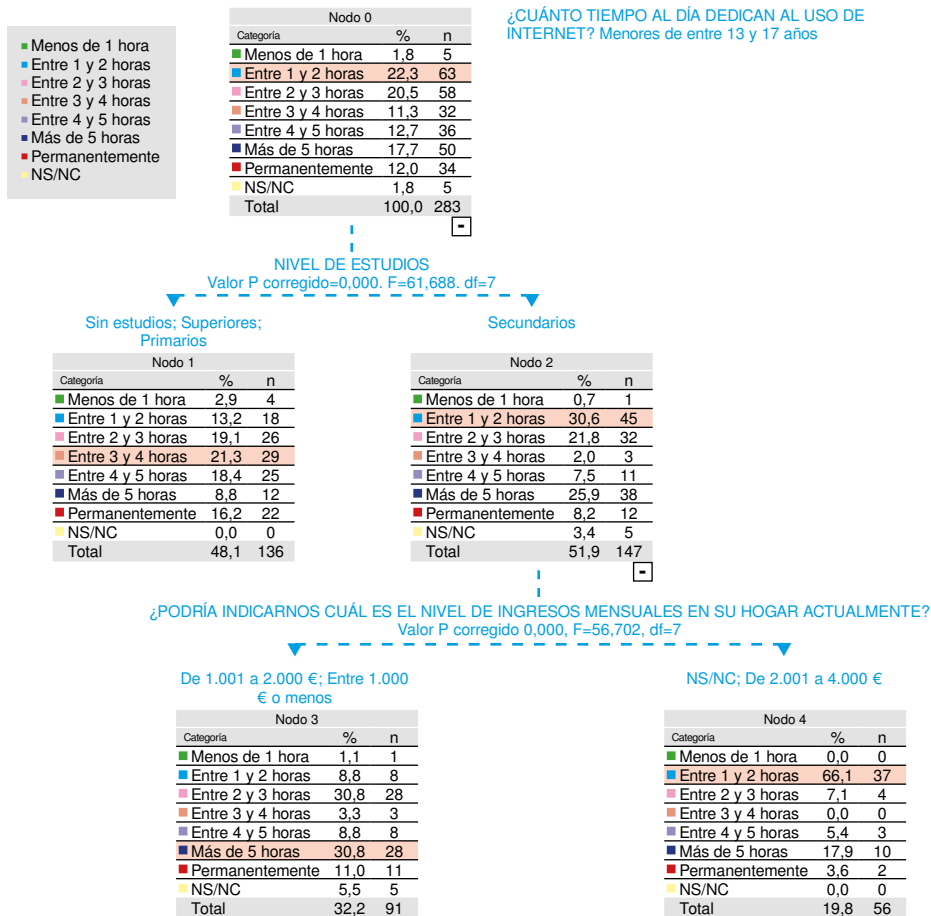 Menos de 1 hora
Entre 1 y 2 horas
Entre 2 y 3 horas
Entre 3 y 4 horas
Entre 4 y 5 horas
Más de 5 horas
Permanentemente
NS/NC
¿CUÁNTO TIEMPO AL DÍA DEDICAN AL USO DE
INTERNET? Menores de entre 13 y 17 años
Nodo 0
Categoría % n
Menos de 1 hora 1,8 5
Entre 1 y 2 horas 22,3 63
Entre 2 y 3 horas 20,5 58
Entre 3 y 4 horas 11,3 32
Entre 4 y 5 horas 12,7 36
Más de 5 horas 17,7 50
Permanentemente 12,0 34
NS/NC 1,8 5
Total 100,0 283
-
NIVEL DE ESTUDIOS
Valor P corregido=0,000. F=61,688. df=7
Sin estudios; Superiores;
Primarios
Nodo 1
Categoría % n
Menos de 1 hora 2,9 4
Entre 1 y 2 horas 13,2 18
Entre 2 y 3 horas 19,1 26
Entre 3 y 4 horas 21,3 29
Entre 4 y 5 horas 18,4 25
Más de 5 horas 8,8 12
Permanentemente 16,2 22
NS/NC 0,0 0
Total 48,1 136
Secundarios
Nodo 2
Categoría % n
Menos de 1 hora 0,7 1
Entre 1 y 2 horas 30,6 45
Entre 2 y 3 horas 21,8 32
Entre 3 y 4 horas 2,0 3
Entre 4 y 5 horas 7,5 11
Más de 5 horas 25,9 38
Permanentemente 8,2 12
NS/NC 3,4 5
Total 51,9 147
-
¿PODRÍA INDICARNOS CUÁL ES EL NIVEL DE INGRESOS MENSUALES EN SU HOGAR ACTUALMENTE?
Valor P corregido 0,000, F=56,702, df=7
De 1.001 a 2.000 €; Entre 1.000
€ o menos
Nodo 3
Categoría % n
Menos de 1 hora 1,1 1
Entre 1 y 2 horas 8,8 8
Entre 2 y 3 horas 30,8 28
Entre 3 y 4 horas 3,3 3
Entre 4 y 5 horas 8,8 8
Más de 5 horas 30,8 28
Permanentemente 11,0 11
NS/NC 5,5 5
Total 32,2 91
NS/NC; De 2.001 a 4.000 €
Nodo 4
Categoría % n
Menos de 1 hora 0,0 0
Entre 1 y 2 horas 66,1 37
Entre 2 y 3 horas 7,1 4
Entre 3 y 4 horas 0,0 0
Entre 4 y 5 horas 5,4 3
Más de 5 horas 17,9 10
Permanentemente 3,6 2
NS/NC 0,0 0
Total 19,8 56